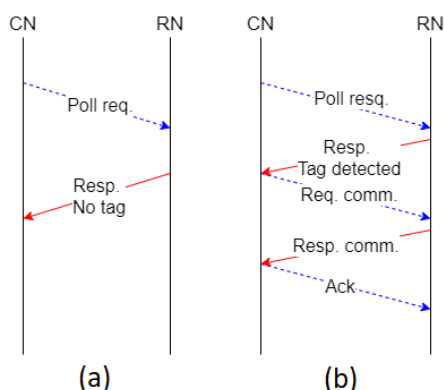 CN RN
Poll req.
Resp.
No tag
(a)
CN RN
Poll resq.
Resp.
Tag detected
Req. comm.
Resp. comm.
Ack
(b)